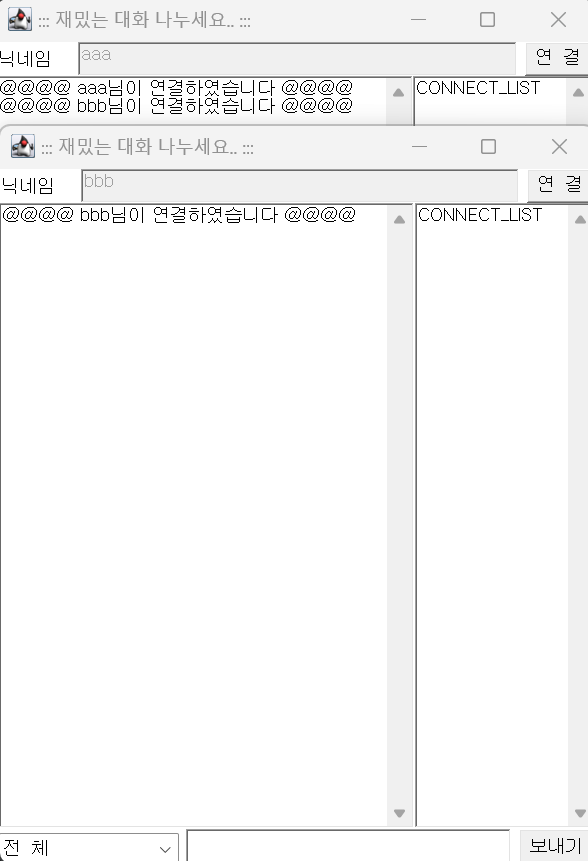 ::: 재밌는 대화 나누세요.. :::
닉네임 aaa 연 결
@@@@ aaa님이 연결하였습니다 @@@@ CONNECT_LIST
@@@@ bbb님이 연결하였습니다 @@@@
::: 재밌는 대화 나누세요.. :::
닉네임 bbb 연 결
@@@@ bbb님이 연결하였습니다 @@@@ CONNECT_LIST
전 체 보내기